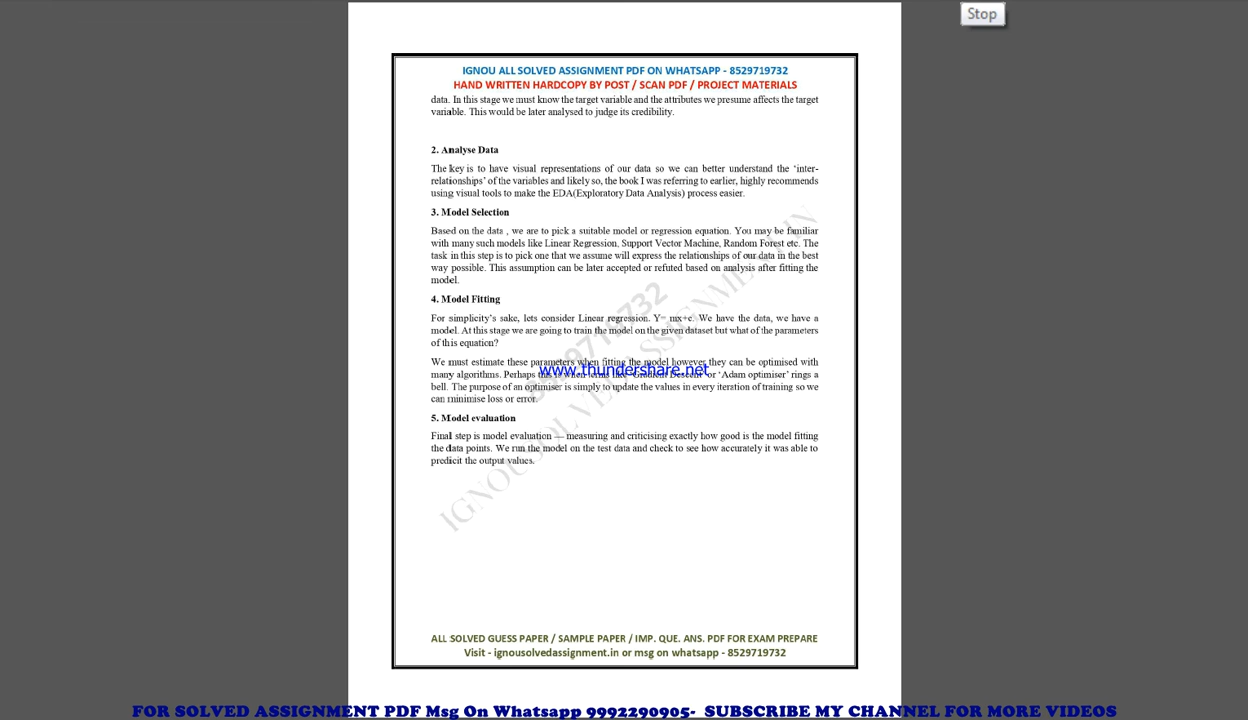 Stop
IGNOU ALL SOLVED ASSIGNMENT PDF ON WHATSAPP - 8529719732
HAND WRITTEN HARDCOPY BY POST / SCAN PDF / PROJECT MATERIALS
data. In this stage we must know the target variable and the attributes we presume affects the target
variable. This would be later analysed to judge its credibility.
2. Analyse Data
The key is to have visual representations of our data so we can better understand the ‘inter-
relationships’ of the variables and likely so, the book I was referring to earlier, highly recommends
using visual tools to make the EDA(Exploratory Data Analysis) process easier.
3. Model Selection
Based on the data , we are to pick a suitable model or regression equation. You may be familiar
with many such models like Linear Regression, Support Vector Machine, Random Forest etc. The
task in this step is to pick one that we assume will express the relationships of our data in the best
way possible. This assumption can be later accepted or refuted based on analysis after fitting the
model.
4. Model Fitting
For simplicity’s sake, lets consider Linear regression. Y= mx+c. We have the data, we have a
model. At this stage we are going to train the model on the given dataset but what of the parameters
of this equation?
We must estimate these parameters when fitting the model however they can be optimised with
many algorithms. Perhaps this is when terms like ‘Gradient Descent’ or ‘Adam optimiser’ rings a
www.thundershare.net
bell. The purpose of an optimiser is simply to update the values in every iteration of training so we
can minimise loss or error.
5. Model evaluation
Final step is model evaluation — measuring and criticising exactly how good is the model fitting
the data points. We run the model on the test data and check to see how accurately it was able to
predicit the output values.
ALL SOLVED GUESS PAPER / SAMPLE PAPER / IMP. QUE. ANS. PDF FOR EXAM PREPARE
Visit - ignousolvedassignment.in or msg on whatsapp - 8529719732
FOR SOLVED ASSIGNMENT PDF Msg On Whatsapp 9992290905- SUBSCRIBE MY CHANNEL FOR MORE VIDEOS